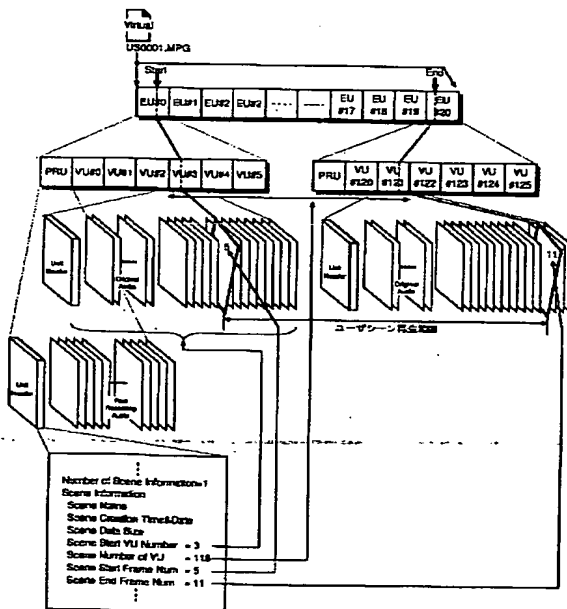 Virtual
US0001.MPG
Start
End
EU#0 EU#1 EU#2 EU#2 EU #17 EU #18 EU #19 EU #20
PRU VU#0 VU#1 VU#2 VU#3 VU#4 VU#5
PRU VU #120 VU #121 VU #122 VU #123 VU #124 VU #125
Unit Header
Original Audio
5
Unit Header
Original Audio
11
ユーザシーン再生範囲
Unit Header
Post Recording Audio
Number of Scene Information=1
Scene Information
Scene Name
Scene Creation Time&Date
Scene Data Size
Scene Start VU Number = 3
Scene Number of VU = 118
Scene Start Frame Num = 5
Scene End Frame Num = 11